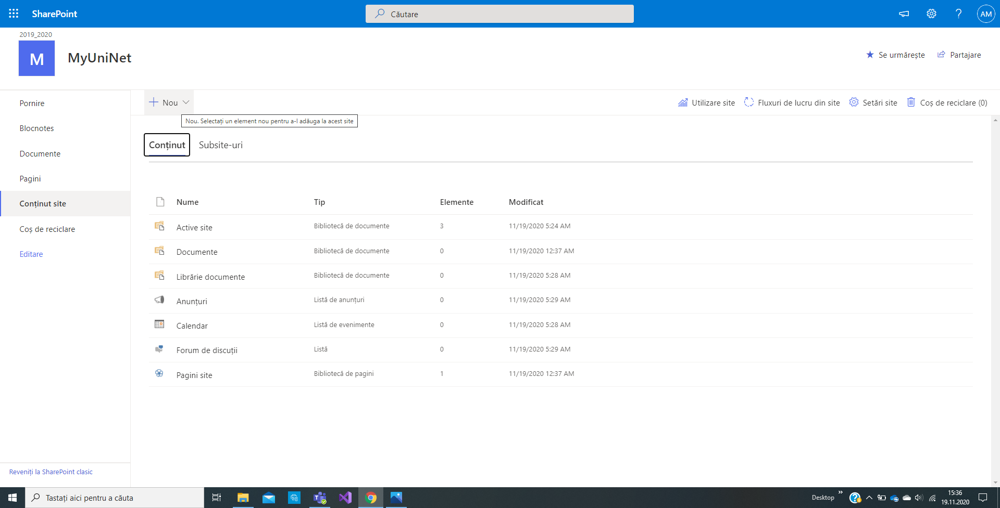 SharePoint
Căutare
AM
2019_2020
M
MyUniNet
Se urmărește
Partajare
Pornire
Blocnotes
Documente
Pagini
Conținut site
Coș de reciclare
Editare
Reveniți la SharePoint clasic
Nou
Utilizare site
Fluxuri de lucru din site
Setări site
Coș de reciclare (0)
Nou. Selectați un element nou pentru a-l adăuga la acest site
Conținut
Subsite-uri
Nume Tip Elemente Modificat
Active site Bibliotecă de documente 3 11/19/2020 5:24 AM
Documente Bibliotecă de documente 0 11/19/2020 12:37 AM
Librărie documente Bibliotecă de documente 0 11/19/2020 5:28 AM
Anunțuri Listă de anunțuri 0 11/19/2020 5:29 AM
Calendar Listă de evenimente 0 11/19/2020 5:28 AM
Forum de discuții Listă 0 11/19/2020 5:29 AM
Pagini site Bibliotecă de pagini 1 11/19/2020 12:37 AM
Tastați aici pentru a căuta
Desktop
15:36
19.11.2020